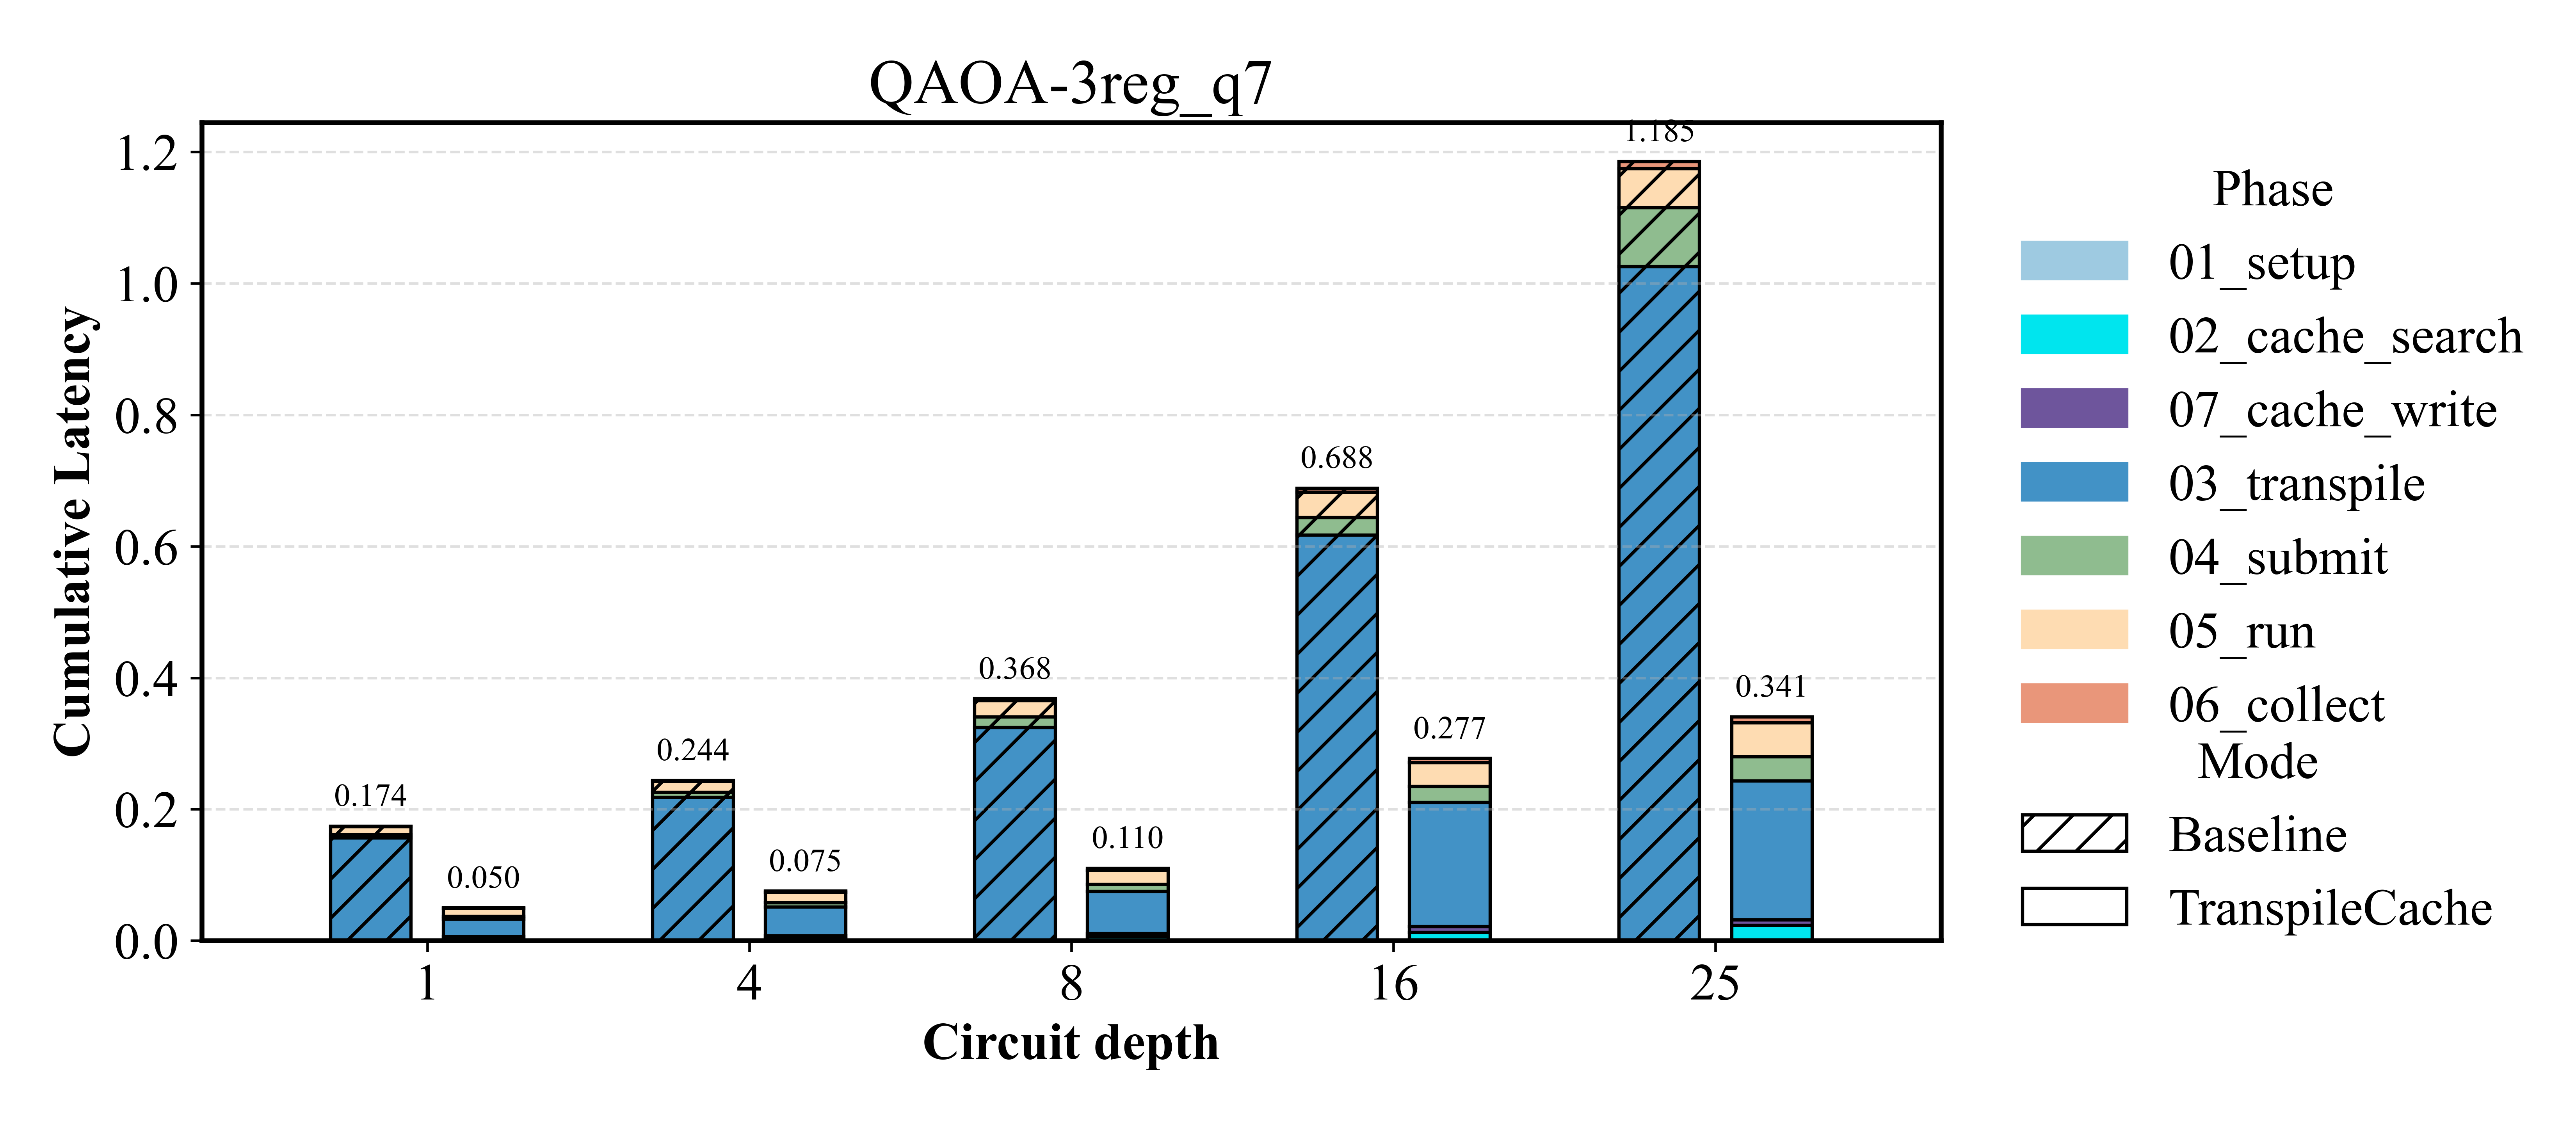 QAOA-3reg_q7
Cumulative Latency
1.2
1.0
0.8
0.6
0.4
0.2
0.0
0.174
0.050
0.244
0.075
0.368
0.110
0.688
0.277
1.185
0.341
1
4
8
16
25
Circuit depth
Phase
01_setup
02_cache_search
07_cache_write
03_transpile
04_submit
05_run
06_collect
Mode
Baseline
TranspileCache